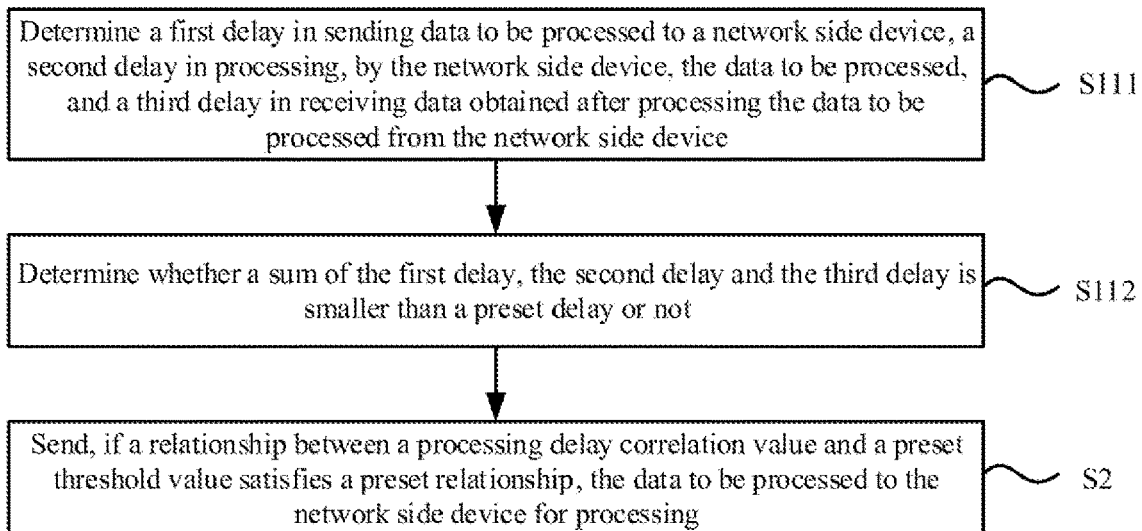 Determine a first delay in sending data to be processed to a network side device, a
second delay in processing, by the network side device, the data to be processed,
and a third delay in receiving data obtained after processing the data to be
processed from the network side device
S111
Determine whether a sum of the first delay, the second delay and the third delay is
smaller than a preset delay or not
S112
Send, if a relationship between a processing delay correlation value and a preset
threshold value satisfies a preset relationship, the data to be processed to the
network side device for processing
S2